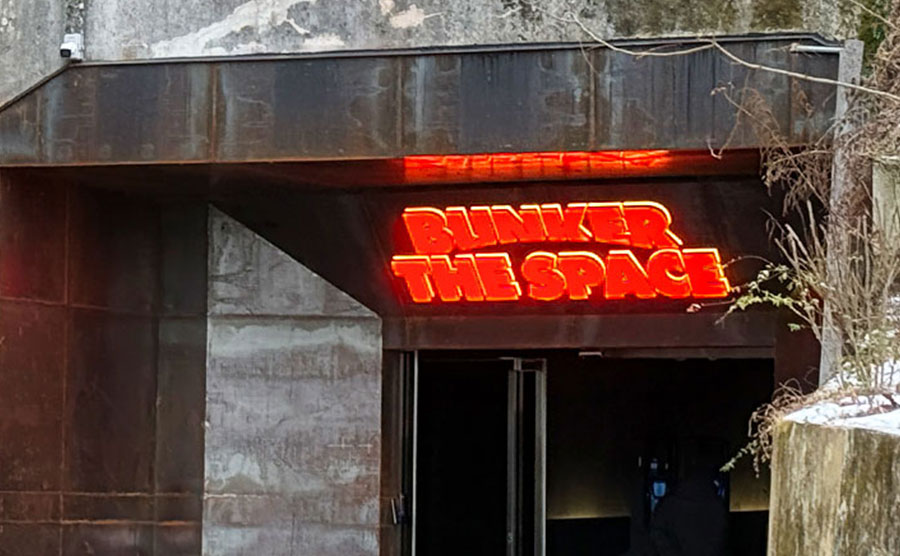 BUNKER
THE SPACE